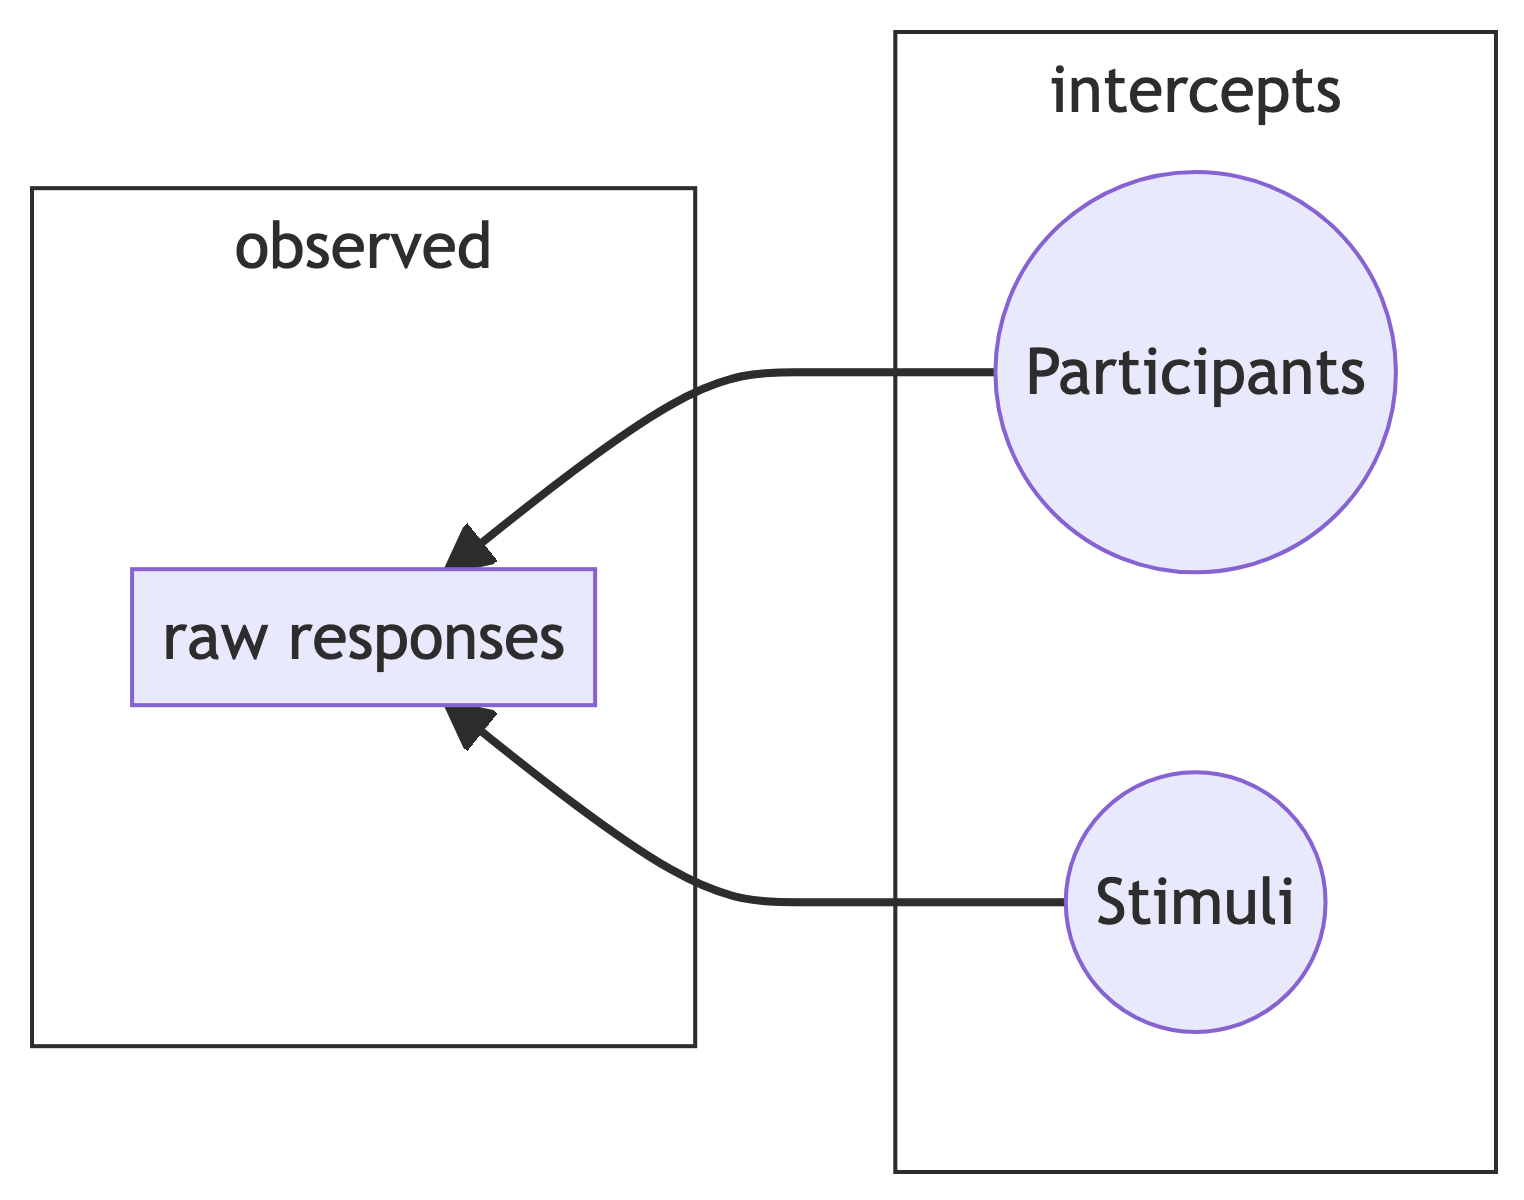 observed
raw responses
intercepts
Participants
Stimuli